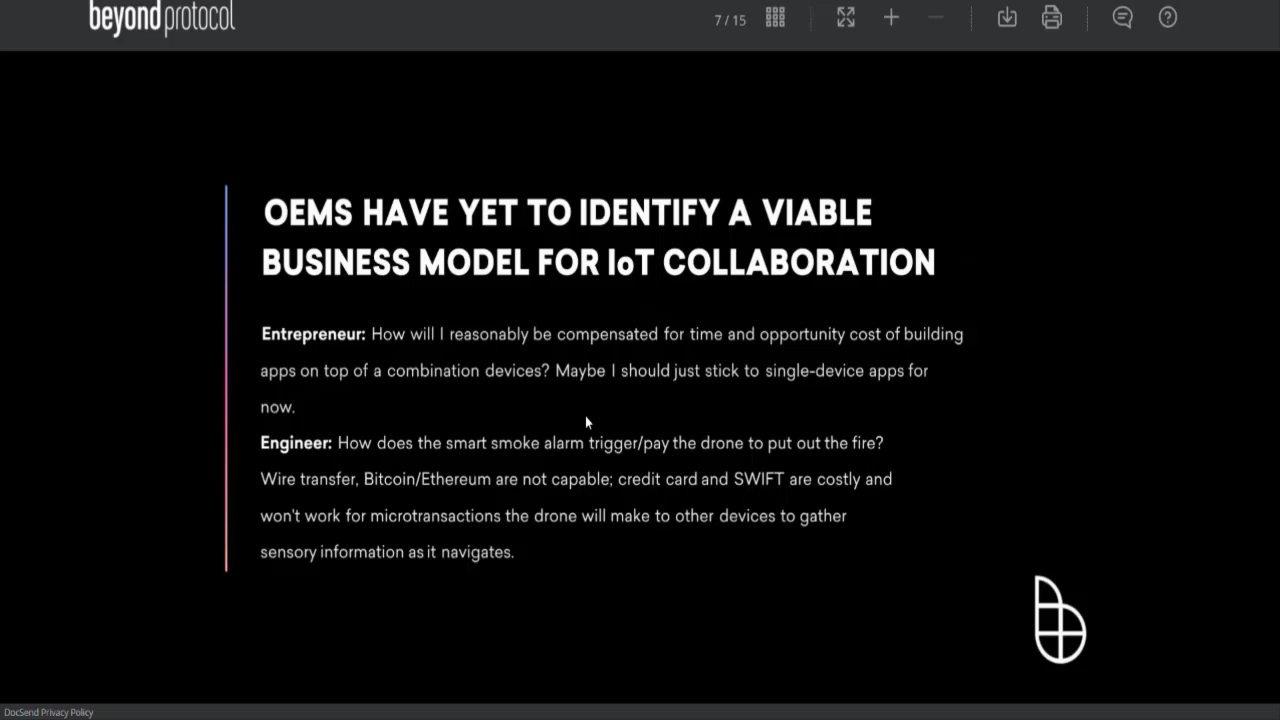 beyond protocol
7 / 15
OEMS HAVE YET TO IDENTIFY A VIABLE
BUSINESS MODEL FOR IoT COLLABORATION
Entrepreneur: How will I reasonably be compensated for time and opportunity cost of building
apps on top of a combination devices? Maybe I should just stick to single-device apps for
now.
Engineer: How does the smart smoke alarm trigger/pay the drone to put out the fire?
Wire transfer, Bitcoin/Ethereum are not capable; credit card and SWIFT are costly and
won't work for microtransactions the drone will make to other devices to gather
sensory information as it navigates.
DocSend Privacy Policy